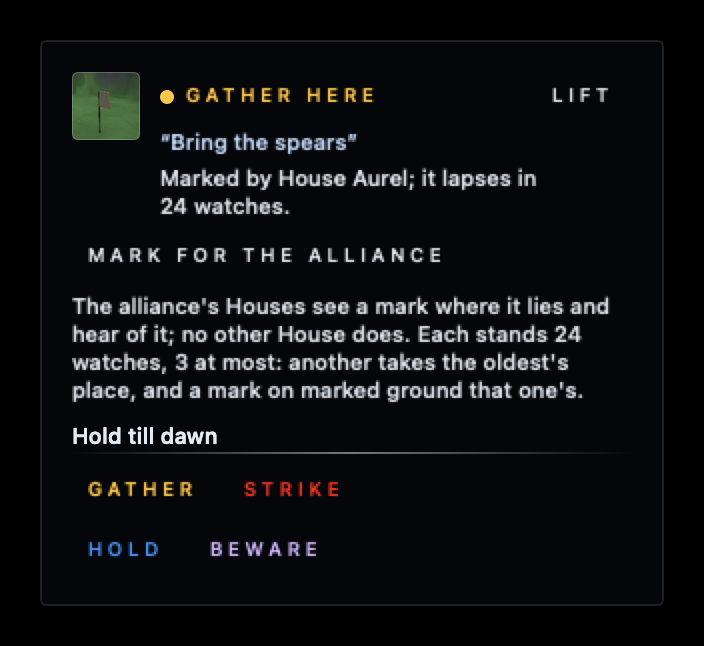 GATHER HERE
LIFT
"Bring the spears"
Marked by House Aurel; it lapses in
24 watches.
MARK FOR THE ALLIANCE
The alliance's Houses see a mark where it lies and
hear of it; no other House does. Each stands 24
watches, 3 at most: another takes the oldest's
place, and a mark on marked ground that one's.
Hold till dawn
GATHER STRIKE
HOLD BEWARE